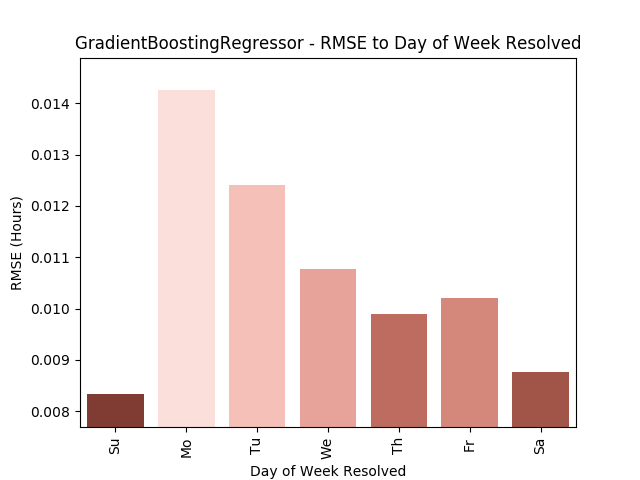 GradientBoostingRegressor - RMSE to Day of Week Resolved
RMSE (Hours)
0.014
0.013
0.012
0.011
0.010
0.009
0.008
Su
Mo
Tu
We
Th
Fr
Sa
Day of Week Resolved